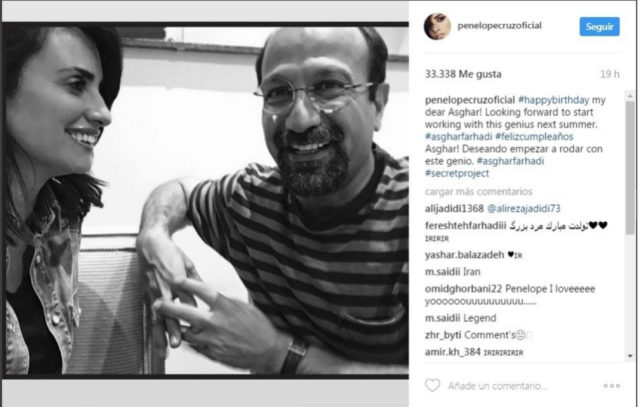 penelopecruzoficial
Seguir
33.338 Me gusta
19 h
penelopecruzoficial #happybirthday my
dear Asghar! Looking forward to start
working with this genius next summer.
#asgharfarhadi #felizcumpleaños
Asghar! Deseando empezar a rodar con
este genio. #asgharfarhadi
#secretproject
cargar más comentarios
alijadidi1368 @alirezajadidi73
fereshtehfarhadiii تولدت مبارك مرد بزرگ♥♥
IRIRIR
yashar.balazadeh ♥IR
m.saidii Iran
omidghorbani22 Penelope I loveeeee
yoooooouuuuuuuuuu......
m.saidii Legend
zhr_byti Comment's
amir.kh_384 IRIRIRIRIR
Añade un comentario...